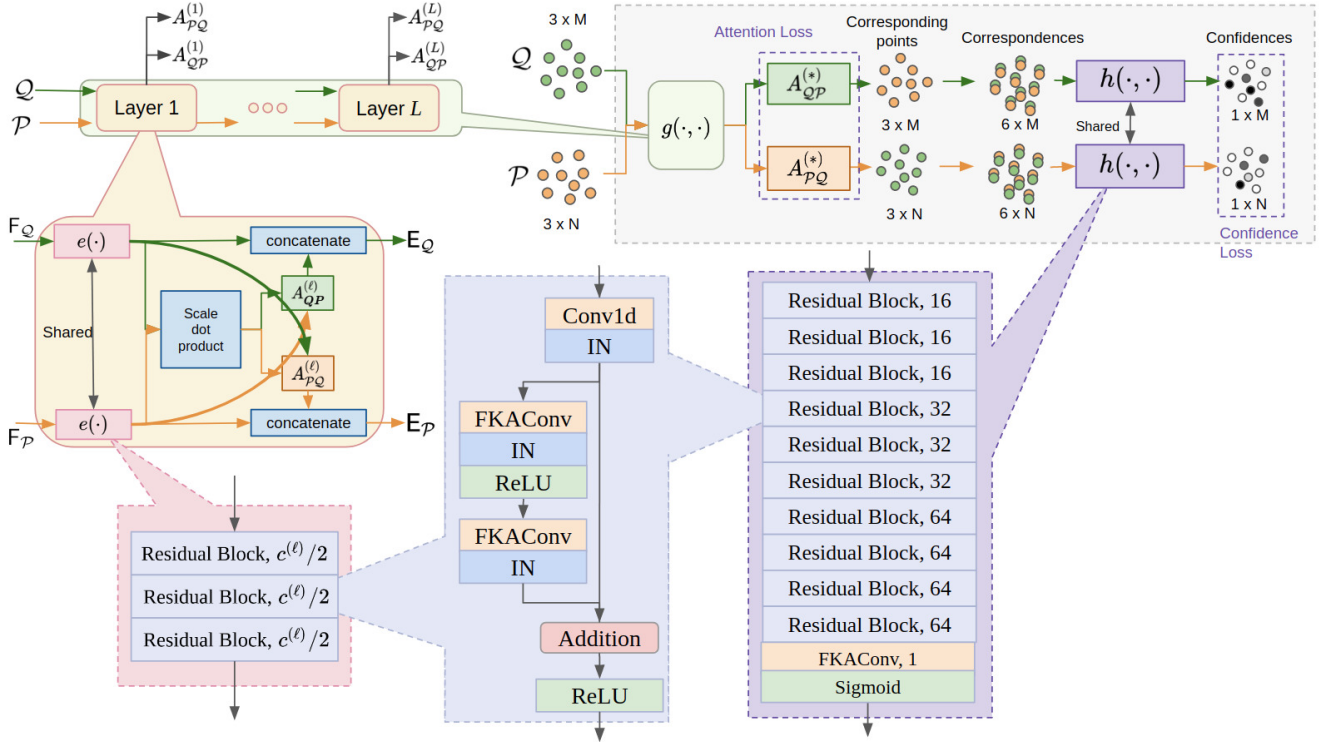 A_{PQ}^{(1)}
A_{QP}^{(1)}
A_{PQ}^{(L)}
A_{QP}^{(L)}
Q
P
Layer 1
Layer L
3 x M
Q
P
3 x N
g(·, ·)
Attention Loss
A_{QP}^{(*)}
A_{PQ}^{(*)}
Corresponding
points
3 x M
3 x N
Correspondences
6 x M
6 x N
h(·, ·)
Shared
h(·, ·)
Confidences
1 x M
1 x N
Confidence
Loss
F_Q
e(·)
concatenate
E_Q
A_{QP}^{(ℓ)}
Scale
dot
product
Shared
A_{PQ}^{(ℓ)}
F_P
e(·)
concatenate
E_P
Residual Block, c^{(ℓ)}/2
Residual Block, c^{(ℓ)}/2
Residual Block, c^{(ℓ)}/2
Conv1d
IN
FKAConv
IN
ReLU
FKAConv
IN
Addition
ReLU
Residual Block, 16
Residual Block, 16
Residual Block, 16
Residual Block, 32
Residual Block, 32
Residual Block, 32
Residual Block, 64
Residual Block, 64
Residual Block, 64
Residual Block, 64
FKAConv, 1
Sigmoid